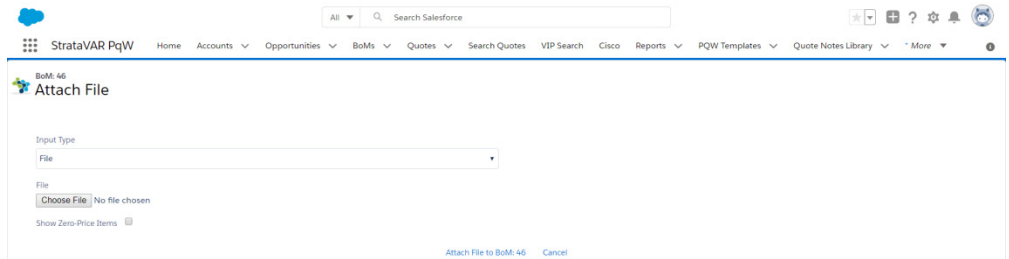 All Search Salesforce
StrataVAR PqW Home Accounts Opportunities BoMs Quotes Search Quotes VIP Search Cisco Reports PQW Templates Quote Notes Library * More
BoM: 46
Attach File
Input Type
File
File
Choose File No file chosen
Show Zero-Price Items
Attach File to BoM: 46 Cancel